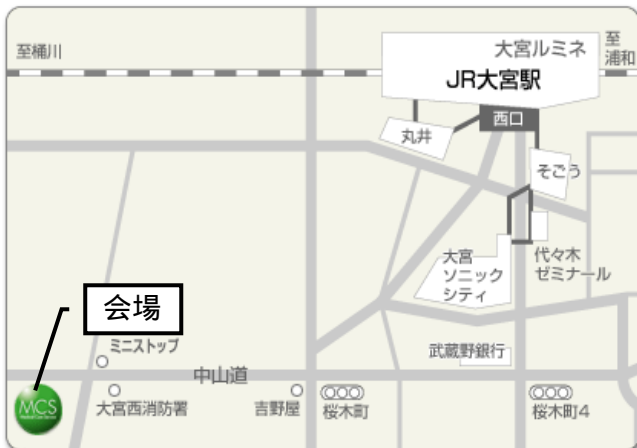 至桶川
大宮ルミネ
至
浦和
JR大宮駅
西口
丸井
そごう
大宮
ソニック
シティ
代々木
ゼミナール
会場
ミニストップ
武蔵野銀行
中山道
MCS
大宮西消防署
吉野屋
桜木町
桜木町4